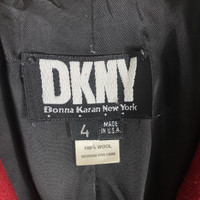 DKNY
Donna Karan New York
4
MADE
IN U.S.A.
100% WOOL